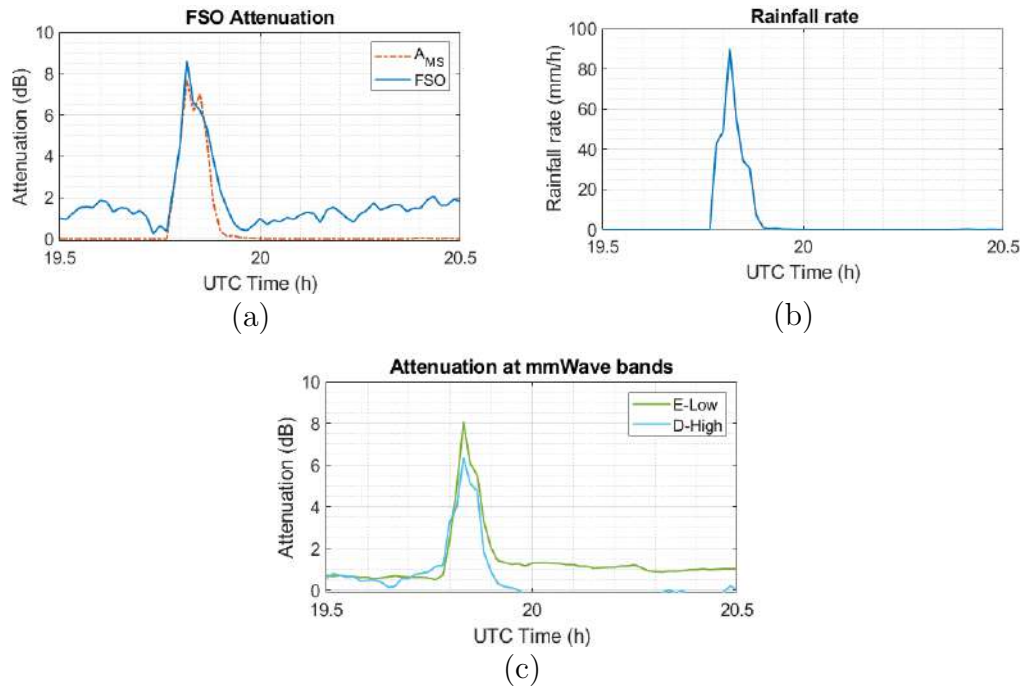 FSO Attenuation
10
8
6
4
2
0
Attenuation (dB)
A_MS
FSO
19.5 20 20.5
UTC Time (h)
(a)
Rainfall rate
100
80
60
40
20
0
Rainfall rate (mm/h)
19.5 20 20.5
UTC Time (h)
(b)
Attenuation at mmWave bands
10
8
6
4
2
0
Attenuation (dB)
E-Low
D-High
19.5 20 20.5
UTC Time (h)
(c)